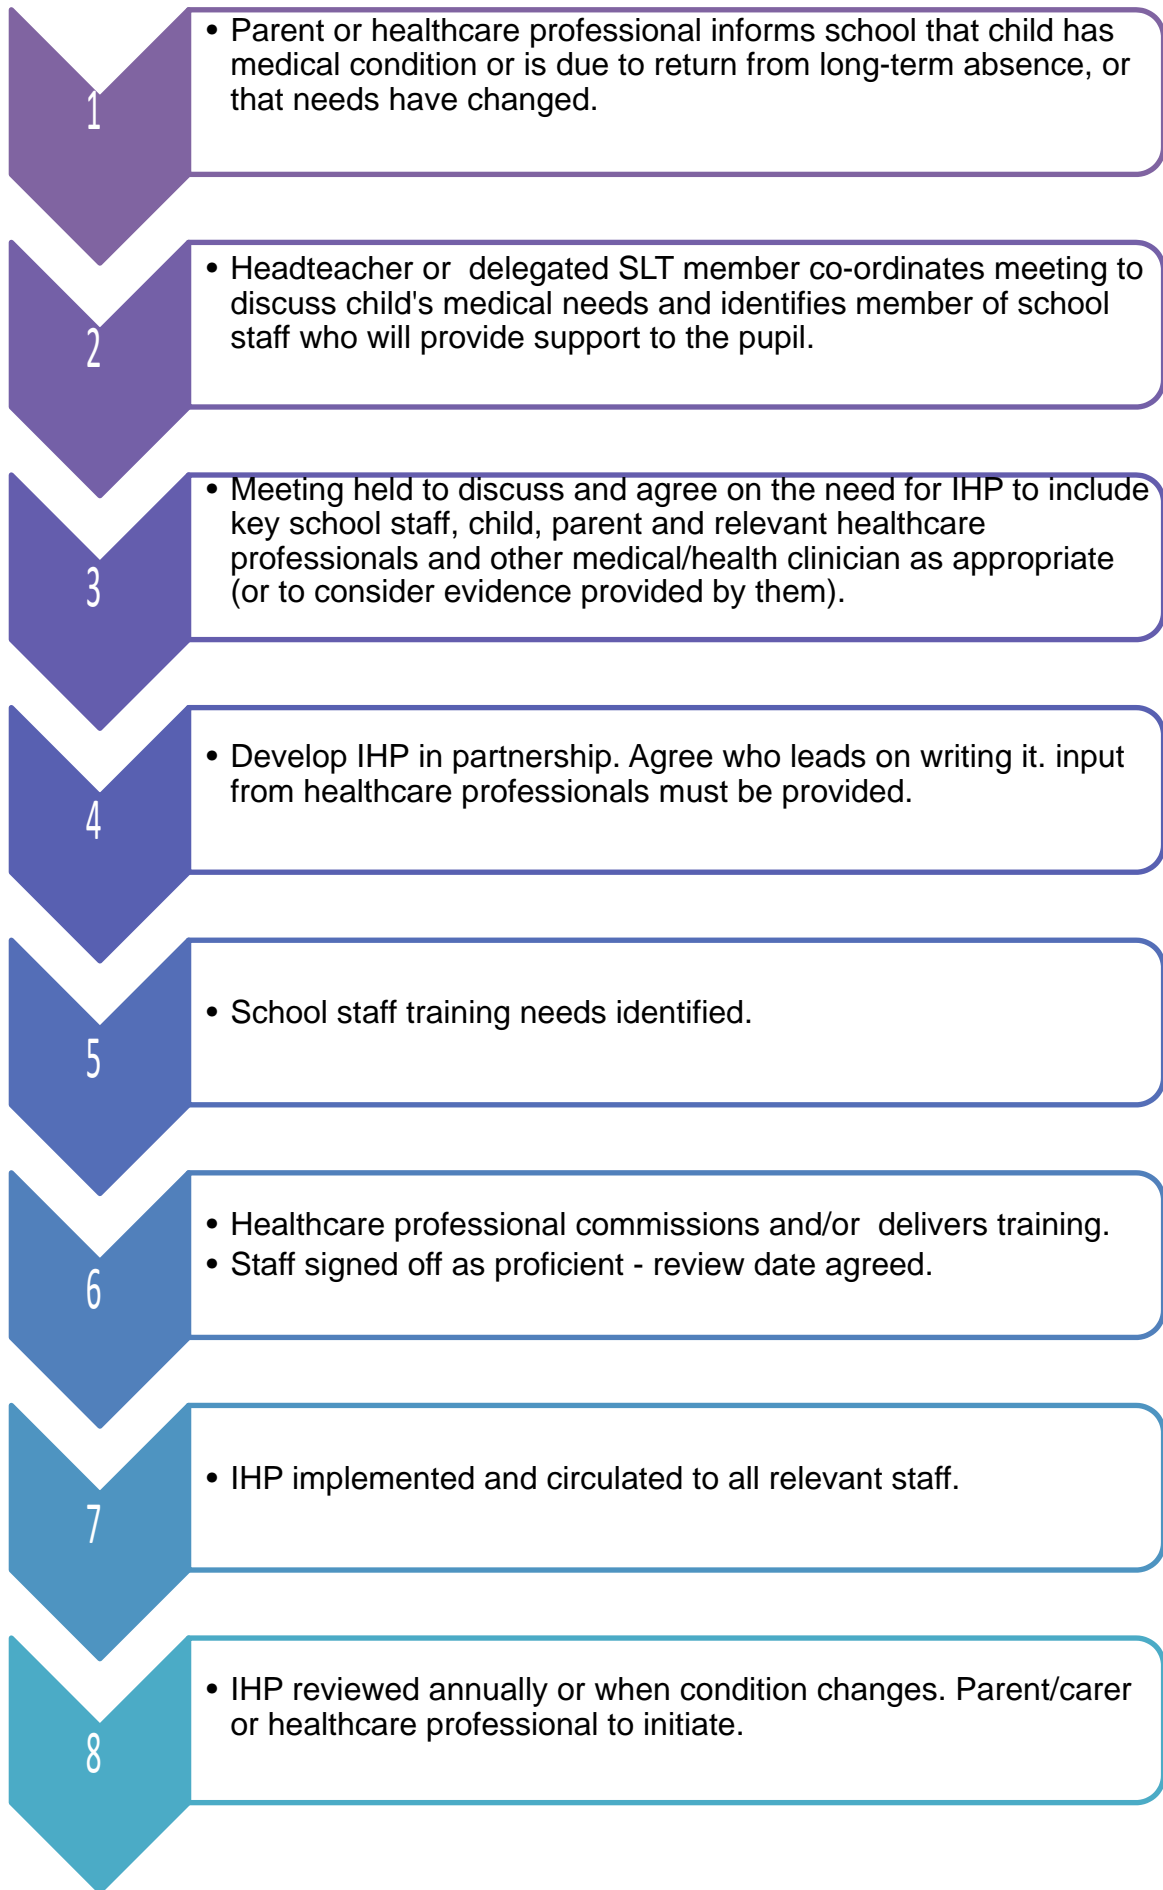 1
• Parent or healthcare professional informs school that child has
medical condition or is due to return from long-term absence, or
that needs have changed.
2
• Headteacher or  delegated SLT member co-ordinates meeting to
discuss child's medical needs and identifies member of school
staff who will provide support to the pupil.
3
• Meeting held to discuss and agree on the need for IHP to include
key school staff, child, parent and relevant healthcare
professionals and other medical/health clinician as appropriate
(or to consider evidence provided by them).
4
• Develop IHP in partnership. Agree who leads on writing it. input
from healthcare professionals must be provided.
5
• School staff training needs identified.
6
• Healthcare professional commissions and/or  delivers training.
• Staff signed off as proficient - review date agreed.
7
• IHP implemented and circulated to all relevant staff.
8
• IHP reviewed annually or when condition changes. Parent/carer
or healthcare professional to initiate.